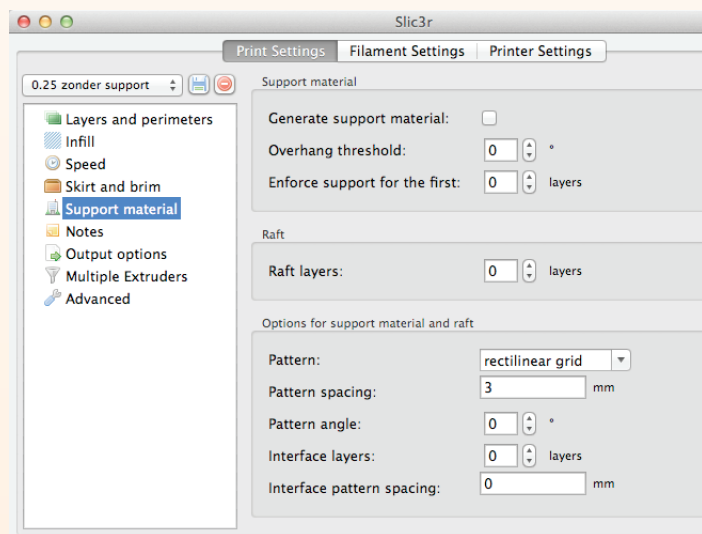 Slic3r
Print Settings Filament Settings Printer Settings
0.25 zonder support
Layers and perimeters
Infill
Speed
Skirt and brim
Support material
Notes
Output options
Multiple Extruders
Advanced
Support material
Generate support material:
Overhang threshold: 0 °
Enforce support for the first: 0 layers
Raft
Raft layers: 0 layers
Options for support material and raft
Pattern: rectilinear grid
Pattern spacing: 3 mm
Pattern angle: 0 °
Interface layers: 0 layers
Interface pattern spacing: 0 mm